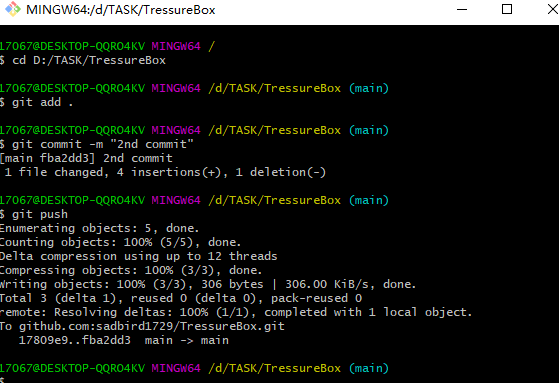 MINGW64:/d/TASK/TressureBox
17067@DESKTOP-QQRO4KV MINGW64 /
$ cd D:/TASK/TressureBox
17067@DESKTOP-QQRO4KV MINGW64 /d/TASK/TressureBox (main)
$ git add .
17067@DESKTOP-QQRO4KV MINGW64 /d/TASK/TressureBox (main)
$ git commit -m "2nd commit"
[main fba2dd3] 2nd commit
1 file changed, 4 insertions(+), 1 deletion(-)
17067@DESKTOP-QQRO4KV MINGW64 /d/TASK/TressureBox (main)
$ git push
Enumerating objects: 5, done.
Counting objects: 100% (5/5), done.
Delta compression using up to 12 threads
Compressing objects: 100% (3/3), done.
Writing objects: 100% (3/3), 306 bytes | 306.00 KiB/s, done.
Total 3 (delta 1), reused 0 (delta 0), pack-reused 0
remote: Resolving deltas: 100% (1/1), completed with 1 local object.
To github.com:sadbird1729/TressureBox.git
17809e9..fba2dd3  main -> main
17067@DESKTOP-QQRO4KV MINGW64 /d/TASK/TressureBox (main)
$